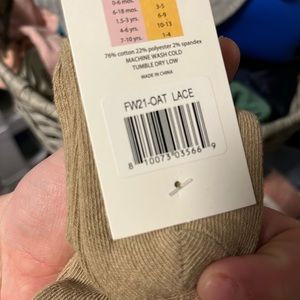 0-6 mos.
6-18 mos. 3-5
1.5-3 yrs. 6-9
4-6 yrs. 10-13
7-10 yrs. 1-4
76% cotton 22% polyester 2% spandex
MACHINE WASH COLD
TUMBLE DRY LOW
MADE IN CHINA
FW21-OAT LACE
8 10073 03566 9